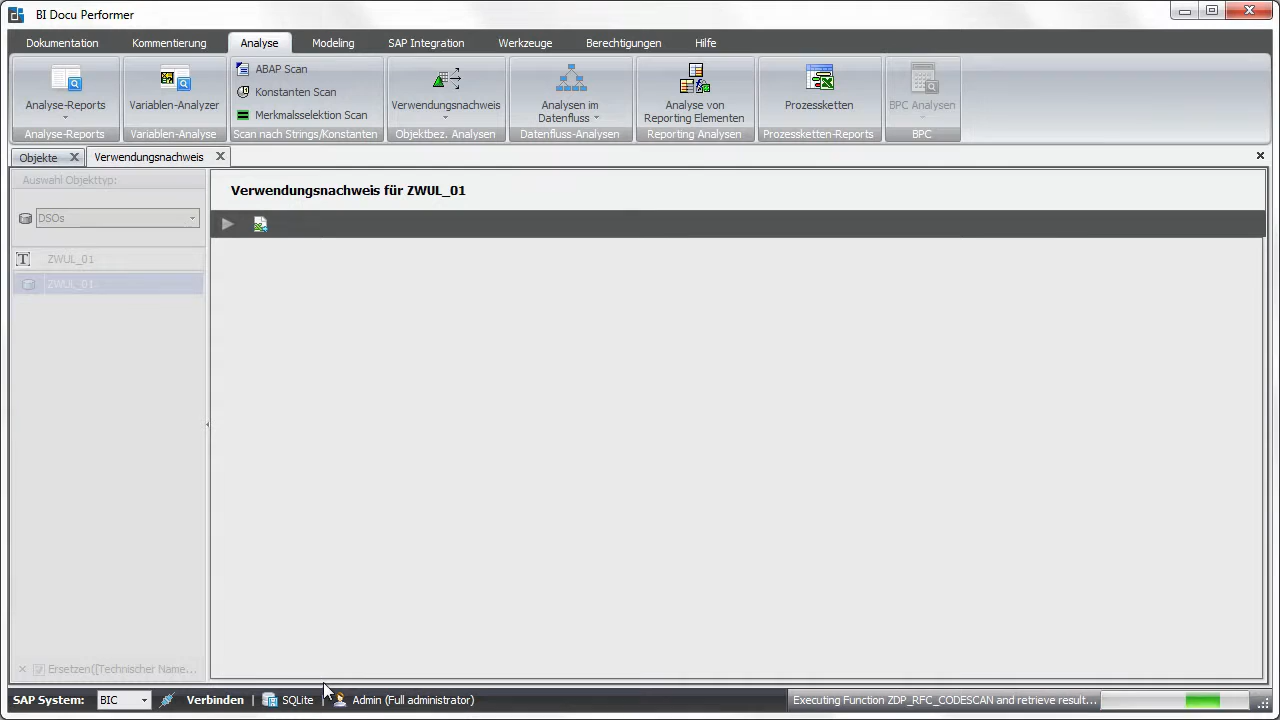 BI Docu Performer
Dokumentation Kommentierung Analyse Modeling SAP Integration Werkzeuge Berechtigungen Hilfe
Analyse-Reports
Analyse-Reports
Variablen-Analyzer
Variablen-Analyse
ABAP Scan
Konstanten Scan
Merkmalsselektion Scan
Scan nach Strings/Konstanten
Verwendungsnachweis
Objektbez. Analysen
Analysen im
Datenfluss
Datenfluss-Analysen
Analyse von
Reporting Elementen
Reporting Analysen
Prozessketten
Prozessketten-Reports
BPC Analysen
BPC
Objekte Verwendungsnachweis
Auswahl Objekttyp:
DSOs
T ZWUL_01
ZWUL_01
Verwendungsnachweis für ZWUL_01
Ersetzen([Technischer Name...
SAP System: BIC Verbinden | SQLite | Admin (Full administrator) Executing Function ZDP_RFC_CODESCAN and retrieve result...